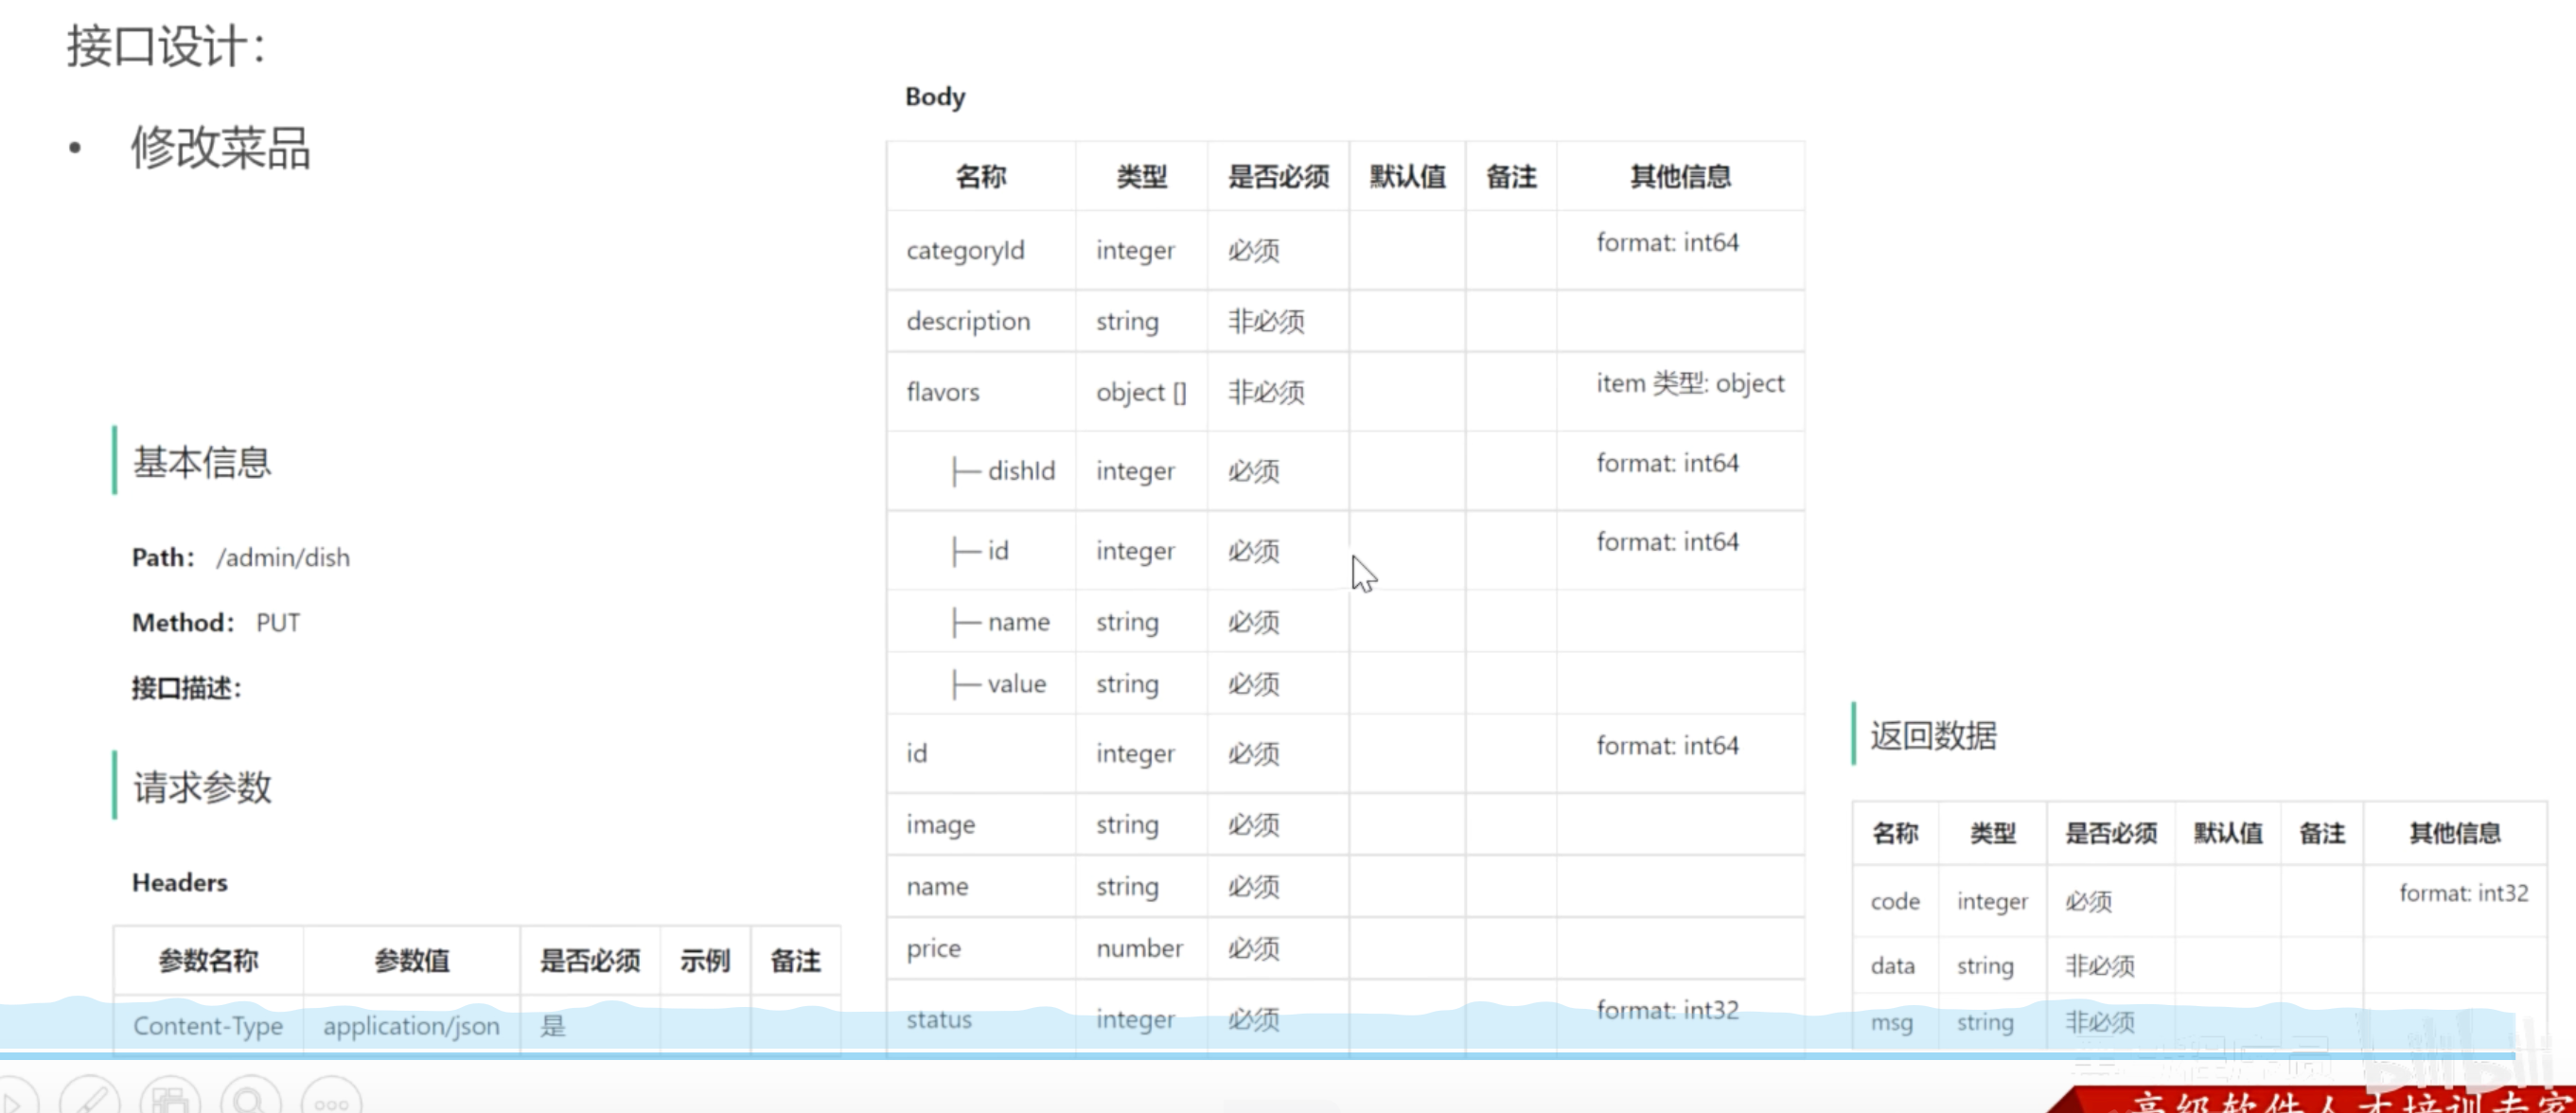 接口设计：
• 修改菜品
基本信息
Path： /admin/dish
Method： PUT
接口描述：
请求参数
Headers
参数名称 参数值 是否必须 示例 备注
Content-Type application/json 是
Body
名称 类型 是否必须 默认值 备注 其他信息
categoryId integer 必须 format: int64
description string 非必须
flavors object [] 非必须 item 类型: object
├─ dishId integer 必须 format: int64
├─ id integer 必须 format: int64
├─ name string 必须
├─ value string 必须
id integer 必须 format: int64
image string 必须
name string 必须
price number 必须
status integer 必须 format: int32
返回数据
名称 类型 是否必须 默认值 备注 其他信息
code integer 必须 format: int32
data string 非必须
msg string 非必须
bilibili
高级软件人才培训专家